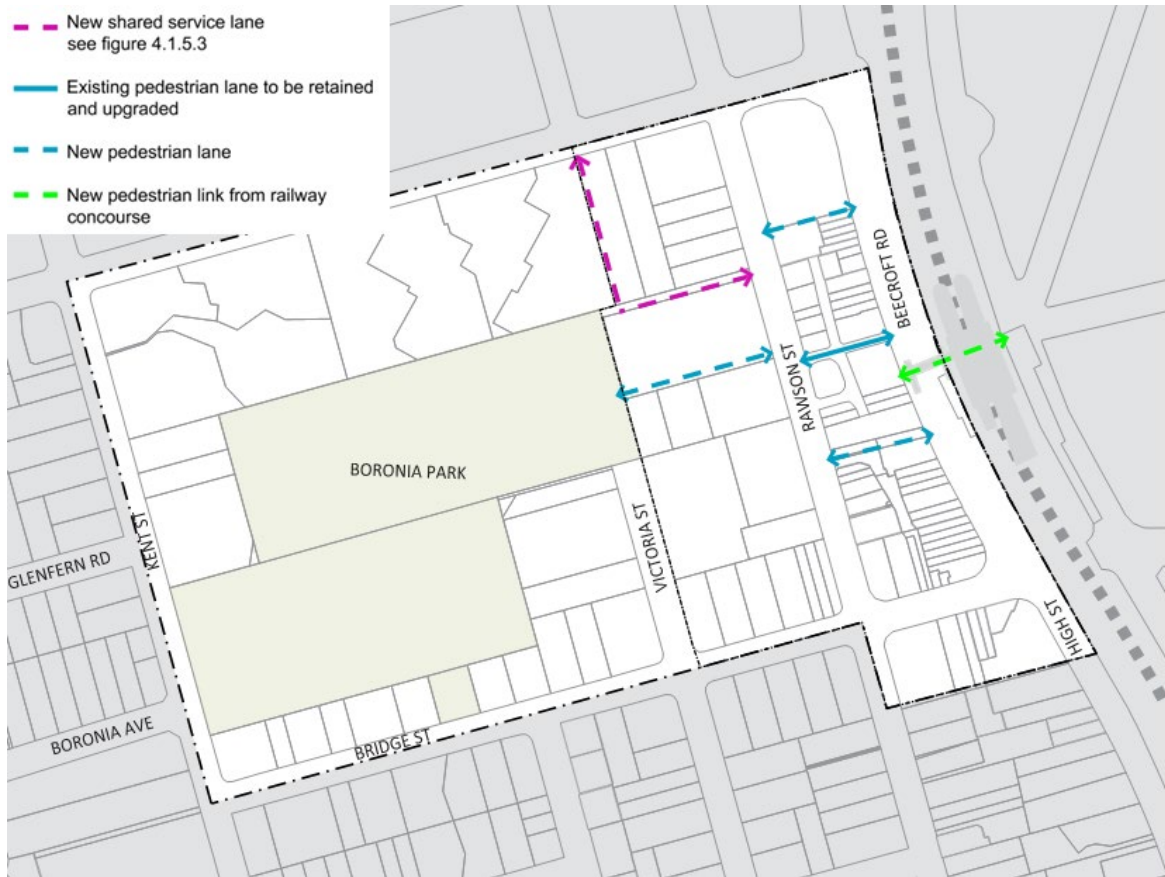 New shared service lane
see figure 4.1.5.3
Existing pedestrian lane to be retained
and upgraded
New pedestrian lane
New pedestrian link from railway
concourse
BEECROFT RD
RAWSON ST
BORONIA PARK
VICTORIA ST
KENT ST
GLENFERN RD
HIGH ST
BORONIA AVE
BRIDGE ST